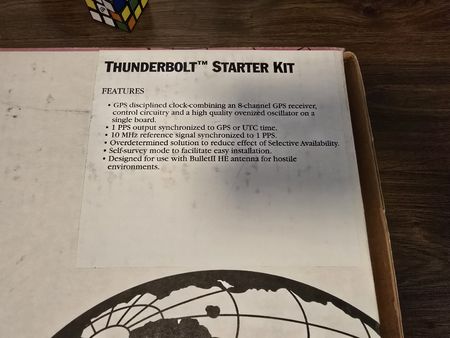 THUNDERBOLT™ STARTER KIT
FEATURES
• GPS disciplined clock-combining an 8-channel GPS receiver,
control circuitry and a high quality ovenized oscillator on a
single board.
• 1 PPS output synchronized to GPS or UTC time.
• 10 MHz reference signal synchronized to 1 PPS.
• Overdetermined solution to reduce effect of Selective Availability.
• Self-survey mode to facilitate easy installation.
• Designed for use with BulletII HE antenna for hostile
environments.